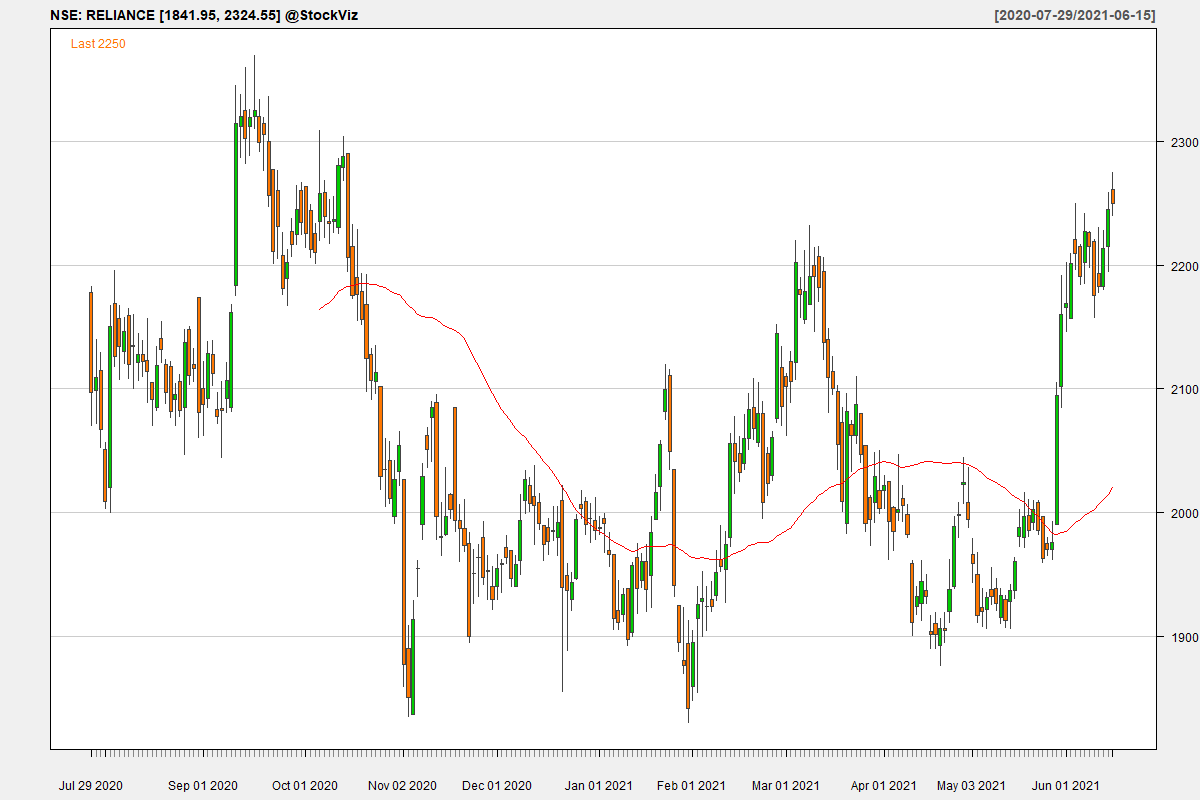 NSE: RELIANCE [1841.95, 2324.55] @StockViz
[2020-07-29/2021-06-15]
Last 2250
2300
2200
2100
2000
1900
Jul 29 2020
Sep 01 2020
Oct 01 2020
Nov 02 2020
Dec 01 2020
Jan 01 2021
Feb 01 2021
Mar 01 2021
Apr 01 2021
May 03 2021
Jun 01 2021